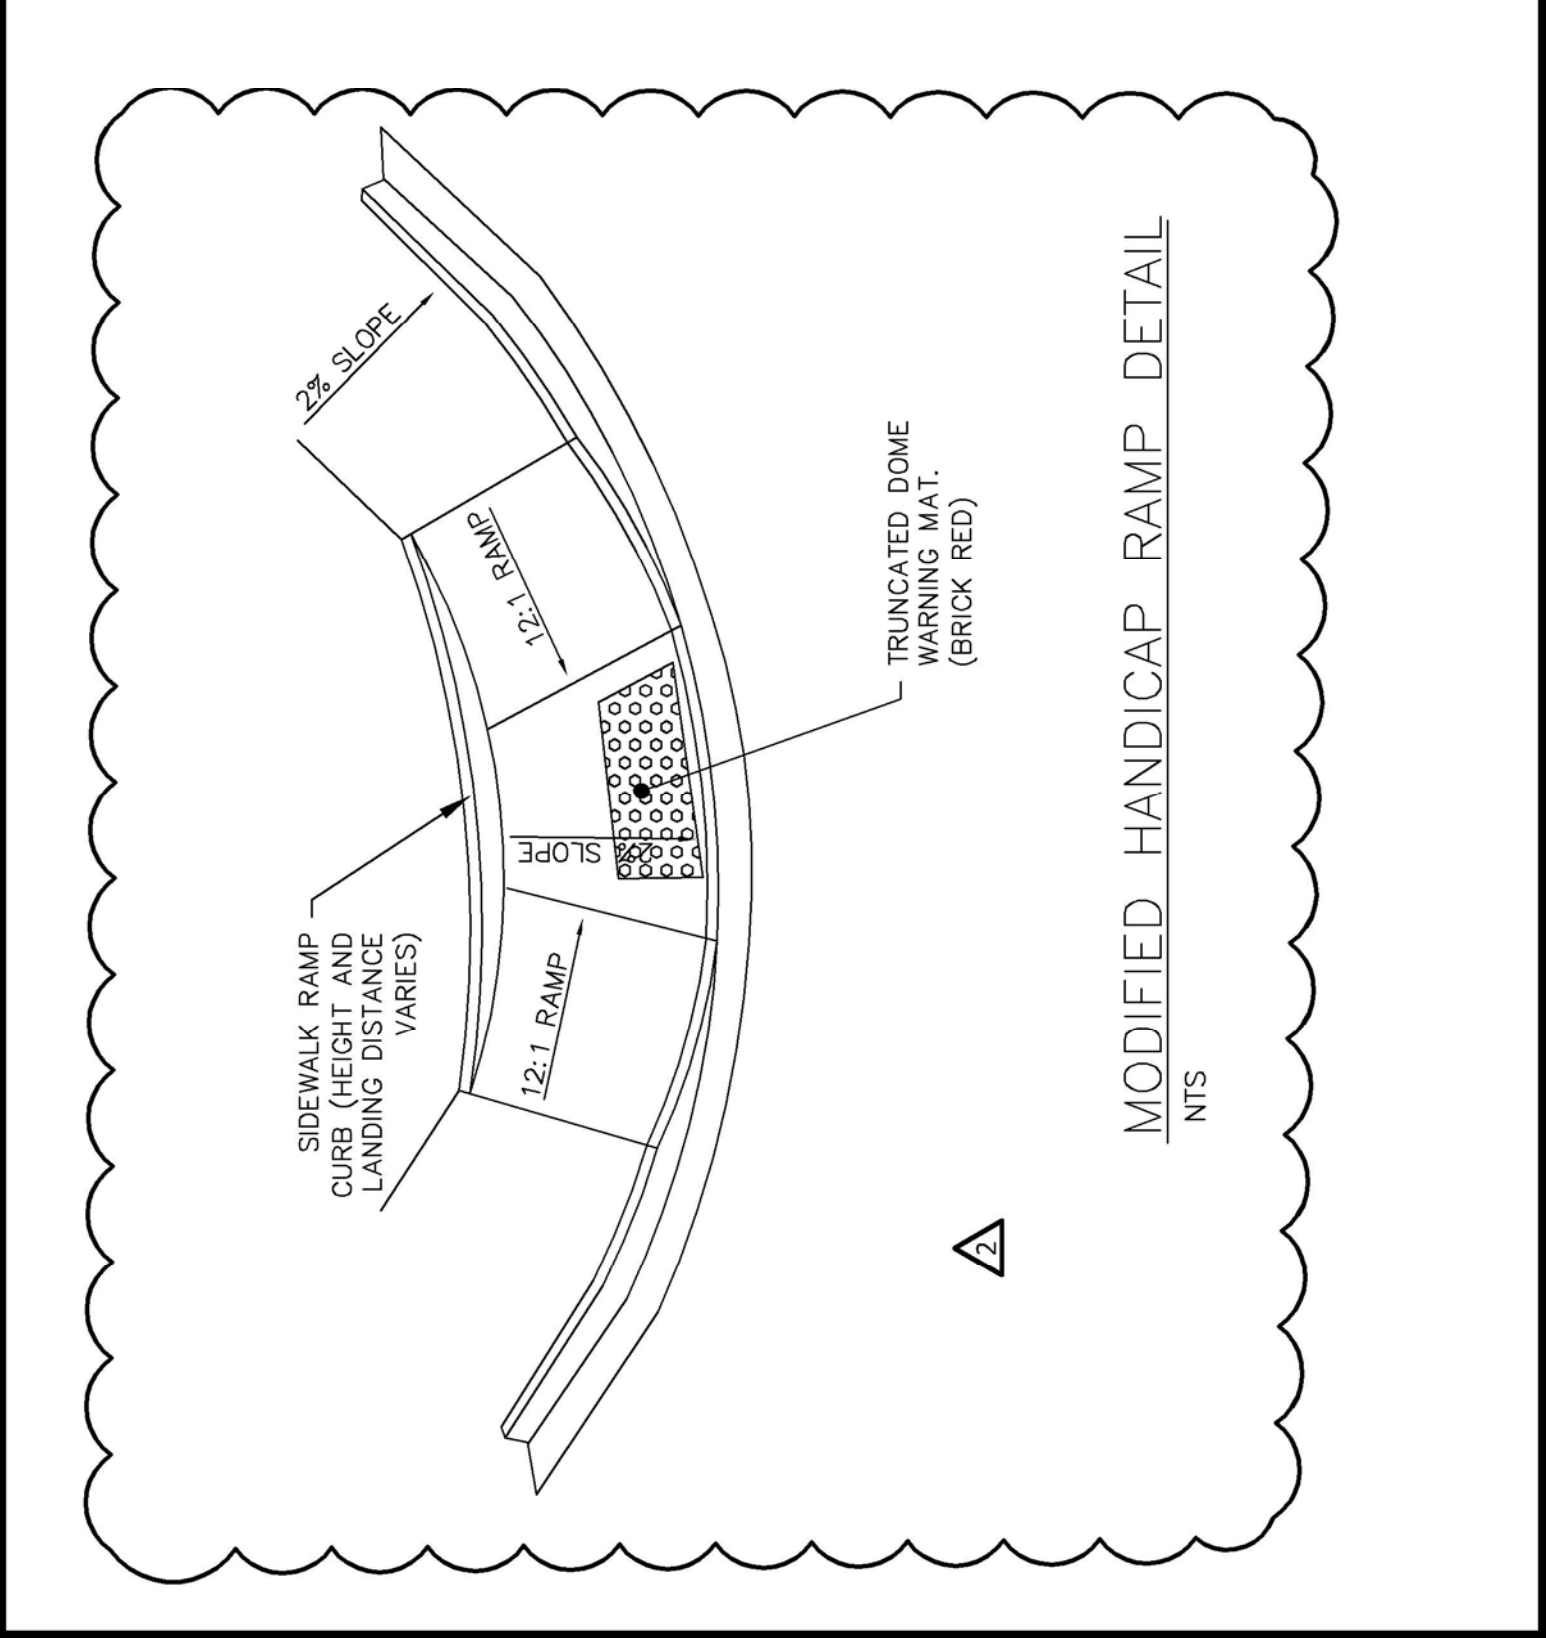 SIDEWALK RAMP
CURB (HEIGHT AND
LANDING DISTANCE
VARIES)
2% SLOPE
12:1 RAMP
12:1 RAMP
2% SLOPE
TRUNCATED DOME
WARNING MAT.
(BRICK RED)
2
MODIFIED HANDICAP RAMP DETAIL
NTS